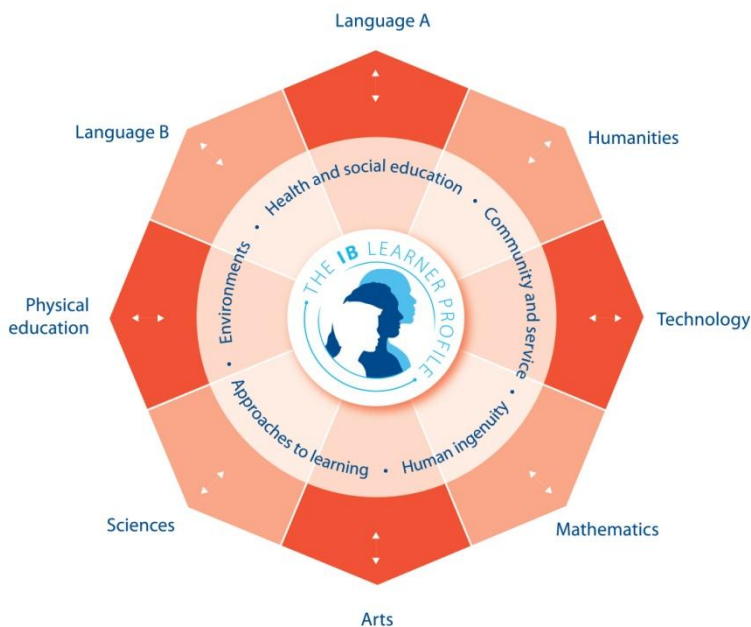 Language A
Humanities
Technology
Mathematics
Arts
Sciences
Physical
education
Language B
Health and social education
•
Community and service
•
Human ingenuity
•
Approaches to learning
•
Environments
•
THE IB LEARNER PROFILE